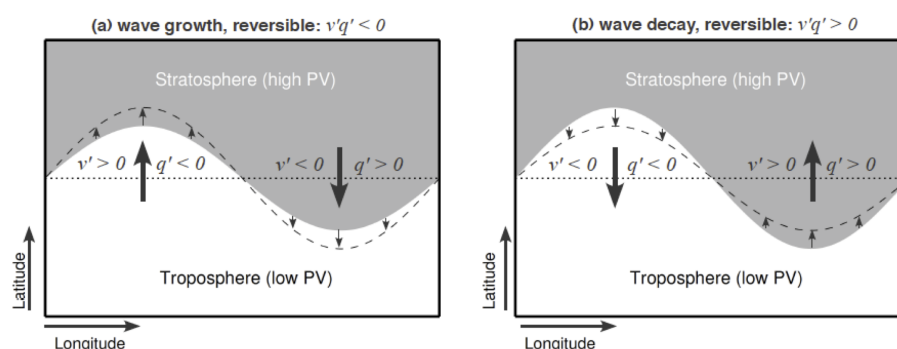 (a) wave growth, reversible: v'q' < 0
Stratosphere (high PV)
v' > 0 q' < 0 v' < 0 q' > 0
Troposphere (low PV)
Latitude
Longitude
(b) wave decay, reversible: v'q' > 0
Stratosphere (high PV)
v' < 0 q' < 0 v' > 0 q' > 0
Troposphere (low PV)
Latitude
Longitude